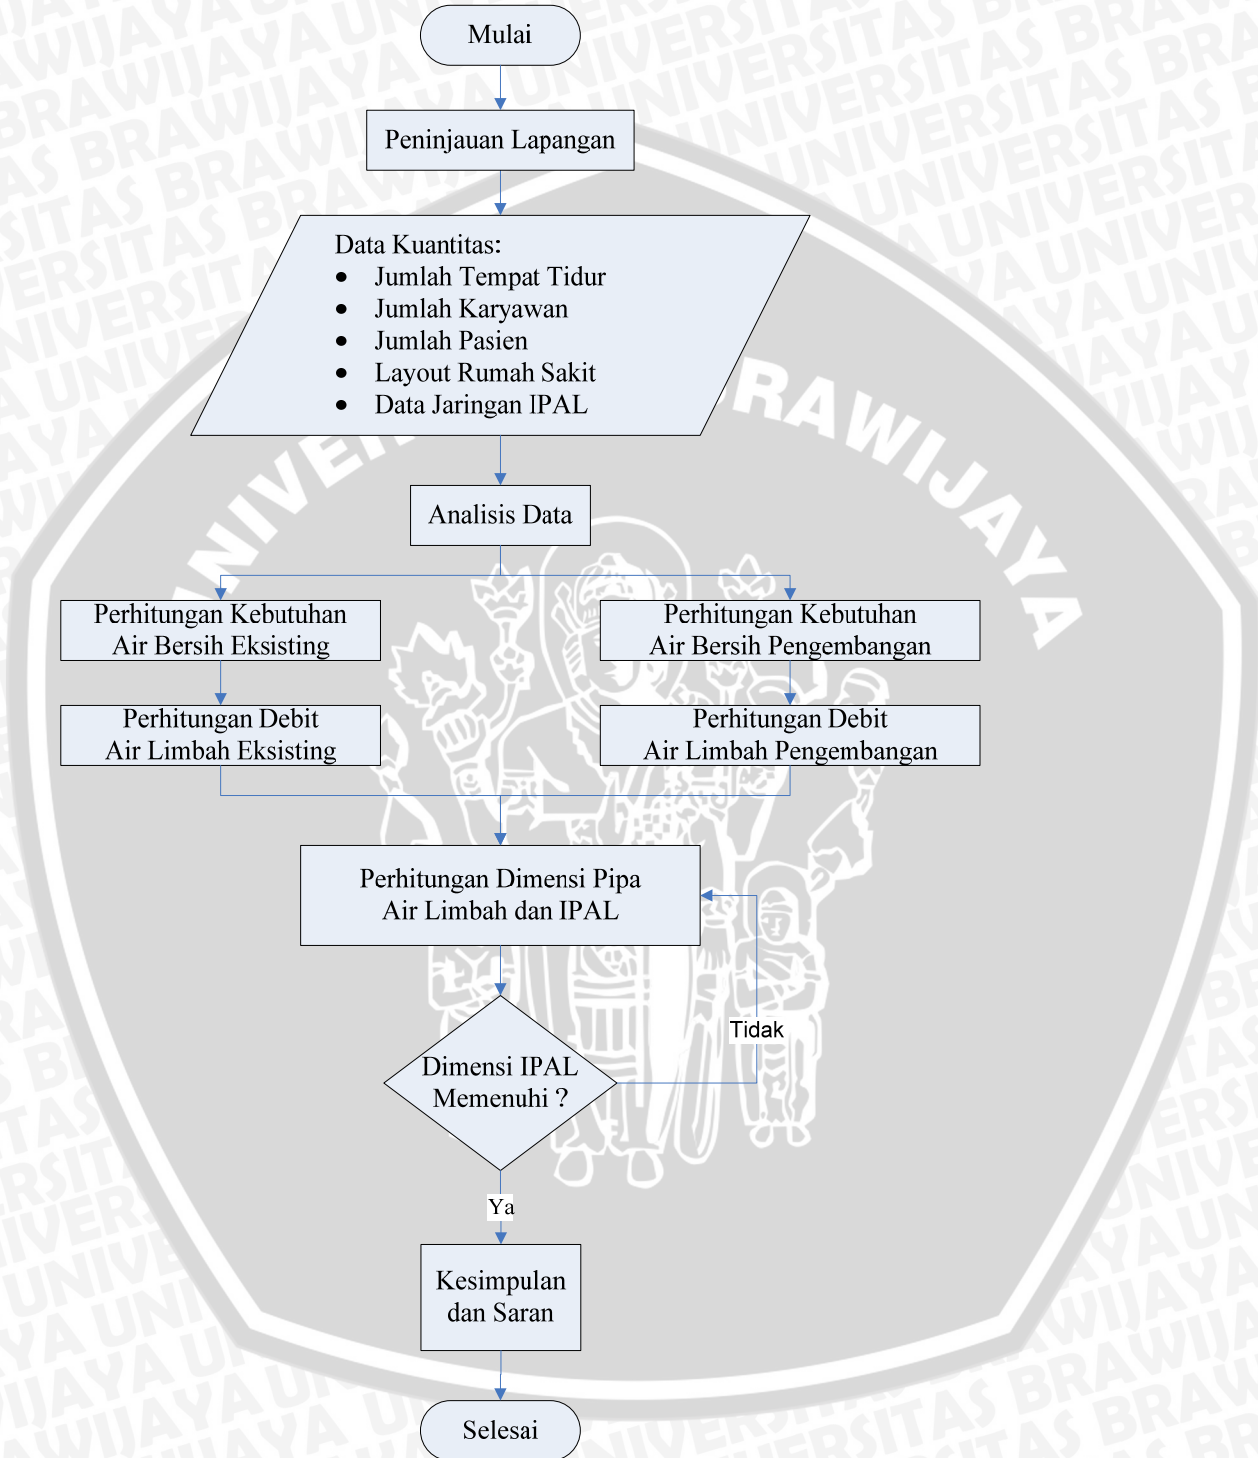 Mulai
Peninjauan Lapangan
Data Kuantitas:
• Jumlah Tempat Tidur
• Jumlah Karyawan
• Jumlah Pasien
• Layout Rumah Sakit
• Data Jaringan IPAL
Analisis Data
Perhitungan Kebutuhan
Air Bersih Eksisting
Perhitungan Kebutuhan
Air Bersih Pengembangan
Perhitungan Debit
Air Limbah Eksisting
Perhitungan Debit
Air Limbah Pengembangan
Perhitungan Dimensi Pipa
Air Limbah dan IPAL
Tidak
Dimensi IPAL
Memenuhi ?
Ya
Kesimpulan
dan Saran
Selesai
BRAWIJAYA